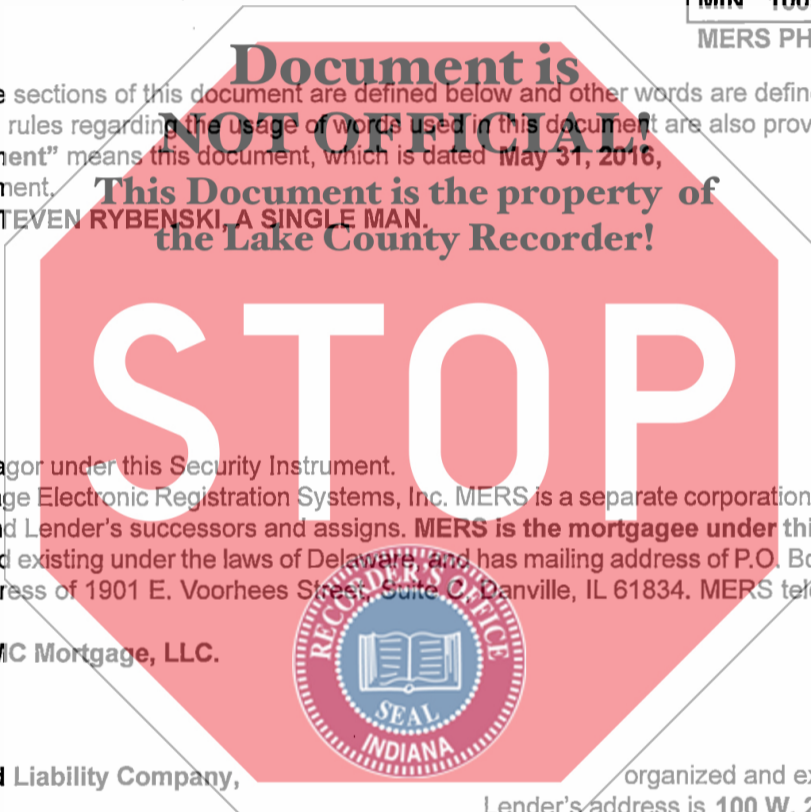 MIN
MERS PH
Document is
sections of this document are defined below and other words are defin
rules regarding the usage of words used in this document are also prov
NOT OFFICIAL!
ent” means this document, which is dated May 31, 2016,
ment.
This Document is the property of
TEVEN RYBENSKI, A SINGLE MAN.
the Lake County Recorder!
STOP
agor under this Security Instrument.
ge Electronic Registration Systems, Inc. MERS is a separate corporation
d Lender's successors and assigns. MERS is the mortgagee under thi
d existing under the laws of Delaware, and has mailing address of P.O. Bo
ress of 1901 E. Voorhees Street, Suite C, Danville, IL 61834. MERS tel
RECORDER'S OFFICE
SEAL
INDIANA
MC Mortgage, LLC.
d Liability Company,
organized and ex
Lender's address is 100 W.